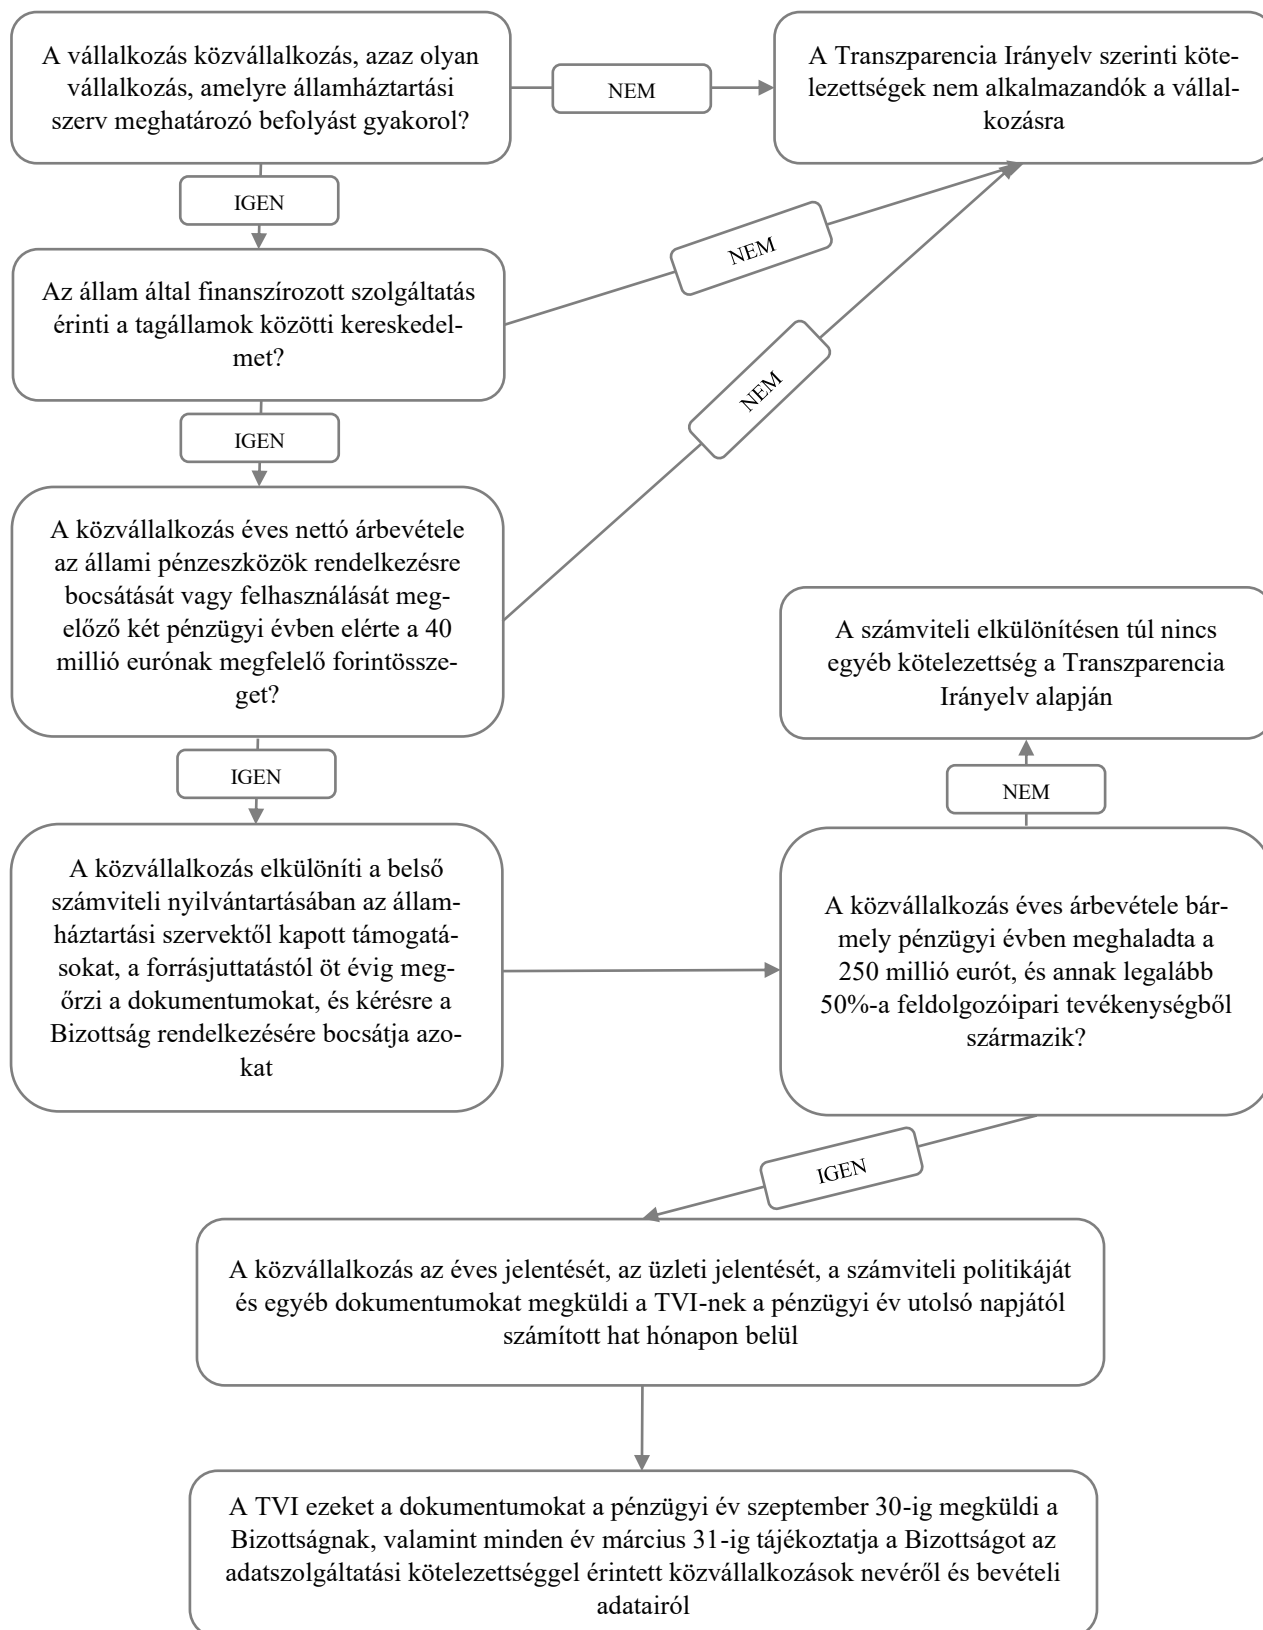 A vállalkozás közvállalkozás, azaz olyan
vállalkozás, amelyre államháztartási
szerv meghatározó befolyást gyakorol?
NEM
A Transzparencia Irányelv szerinti köte-
lezettségek nem alkalmazandók a vállal-
kozásra
IGEN
NEM
Az állam által finanszírozott szolgáltatás
érinti a tagállamok közötti kereskedel-
met?
NEM
IGEN
A közvállalkozás éves nettó árbevétele
az állami pénzeszközök rendelkezésre
bocsátását vagy felhasználását meg-
előző két pénzügyi évben elérte a 40
millió eurónak megfelelő forintössze-
get?
A számviteli elkülönítésen túl nincs
egyéb kötelezettség a Transzparencia
Irányelv alapján
IGEN
NEM
A közvállalkozás elkülöníti a belső
számviteli nyilvántartásában az állam-
háztartási szervektől kapott támogatá-
sokat, a forrásjuttatástól öt évig meg-
őrzi a dokumentumokat, és kérésre a
Bizottság rendelkezésére bocsátja azo-
kat
A közvállalkozás éves árbevétele bár-
mely pénzügyi évben meghaladta a
250 millió eurót, és annak legalább
50%-a feldolgozóipari tevékenységből
származik?
IGEN
A közvállalkozás az éves jelentését, az üzleti jelentését, a számviteli politikáját
és egyéb dokumentumokat megküldi a TVI-nek a pénzügyi év utolsó napjától
számított hat hónapon belül
A TVI ezeket a dokumentumokat a pénzügyi év szeptember 30-ig megküldi a
Bizottságnak, valamint minden év március 31-ig tájékoztatja a Bizottságot az
adatszolgáltatási kötelezettséggel érintett közvállalkozások nevéről és bevételi
adatairól